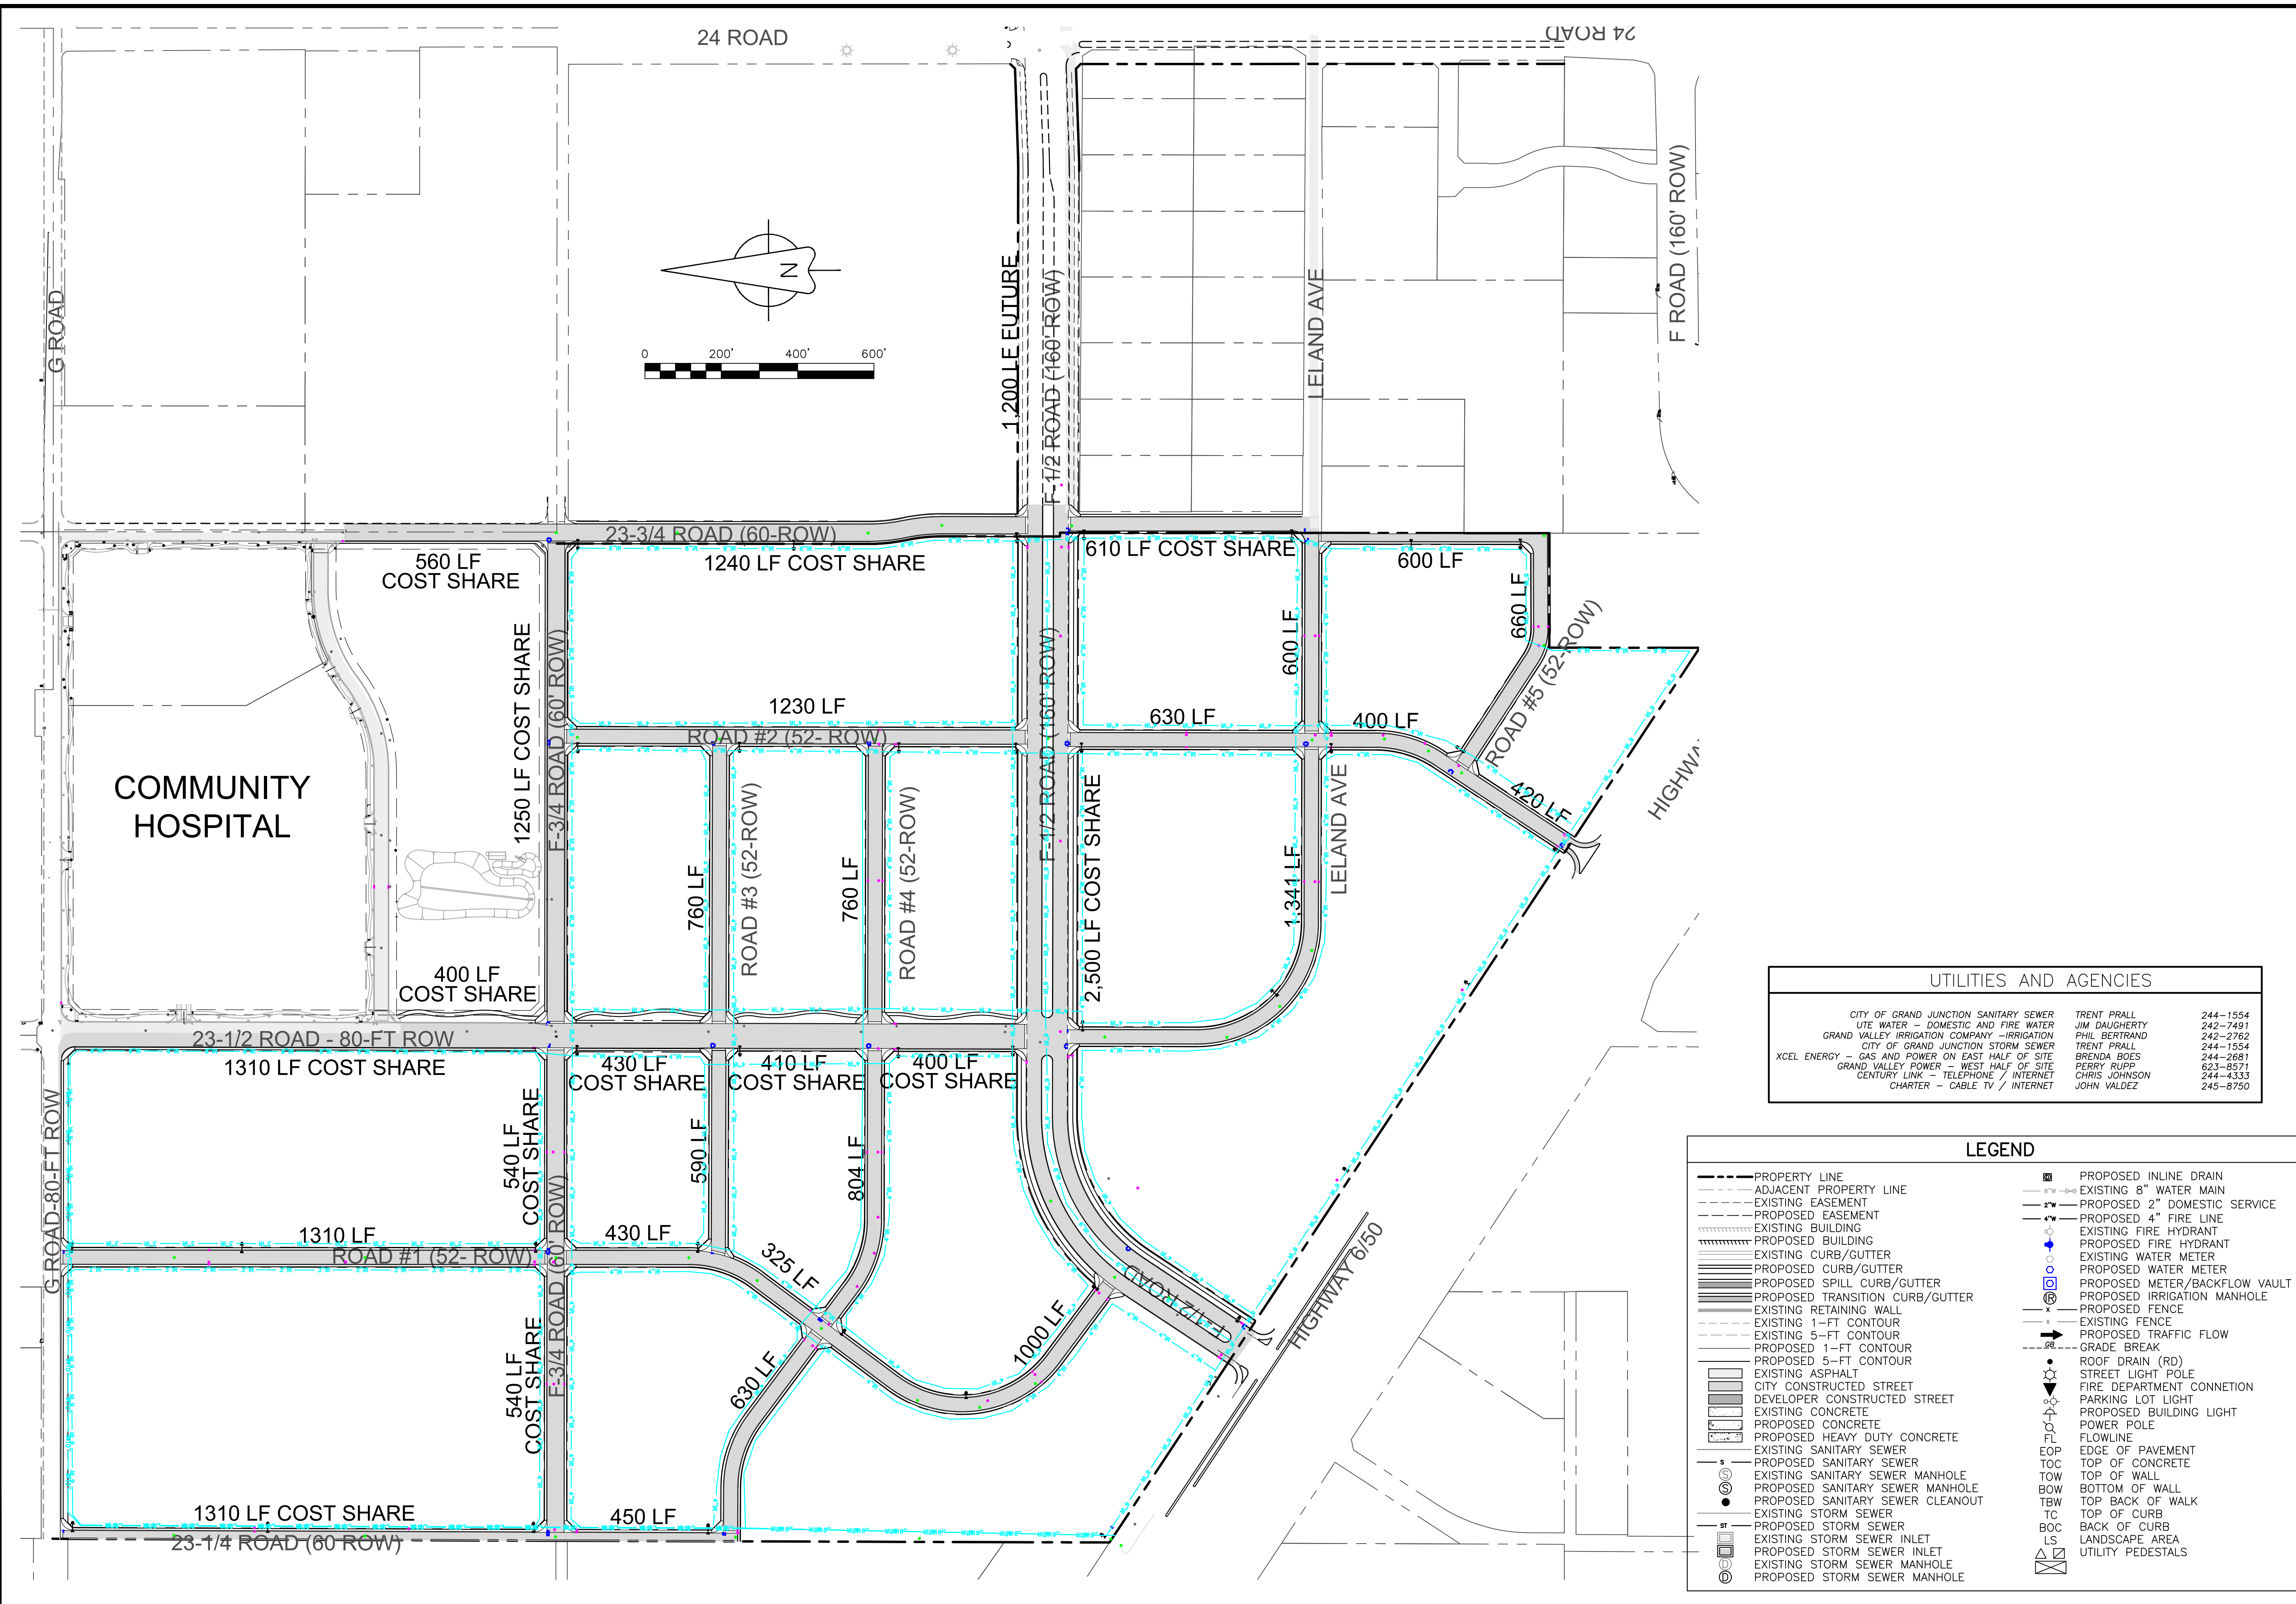 24 ROAD
24 ROAD
G ROAD
N
0 200' 400' 600'
1,200 LF FUTURE
F-1/2 ROAD (160' ROW)
LELAND AVE
F ROAD (160' ROW)
23-3/4 ROAD (60-ROW)
560 LF
COST SHARE
1240 LF COST SHARE
610 LF COST SHARE
600 LF
660 LF
600 LF
ROAD #5 (52-ROW)
1250 LF COST SHARE
F-3/4 ROAD (60' ROW)
F-1/2 ROAD (160' ROW)
1230 LF
ROAD #2 (52- ROW)
630 LF
400 LF
420 LF
COMMUNITY
HOSPITAL
760 LF
ROAD #3 (52-ROW)
760 LF
ROAD #4 (52-ROW)
2,500 LF COST SHARE
1341 LF
LELAND AVE
400 LF
COST SHARE
23-1/2 ROAD - 80-FT ROW
1310 LF COST SHARE
430 LF
COST SHARE
410 LF
COST SHARE
400 LF
COST SHARE
G ROAD-80-FT ROW
540 LF
COST SHARE
590 LF
804 LF
1310 LF
ROAD #1 (52- ROW)
F-3/4 ROAD (60' ROW)
430 LF
325 LF
F-1/2 ROAD
HIGHWAY 6/50
540 LF
COST SHARE
630 LF
1000 LF
1310 LF COST SHARE
450 LF
23-1/4 ROAD (60 ROW)
UTILITIES AND AGENCIES
CITY OF GRAND JUNCTION SANITARY SEWER TRENT PRALL 244-1554
UTE WATER - DOMESTIC AND FIRE WATER JIM DAUGHERTY 242-7491
GRAND VALLEY IRRIGATION COMPANY -IRRIGATION PHIL BERTRAND 242-2762
CITY OF GRAND JUNCTION STORM SEWER TRENT PRALL 244-1554
XCEL ENERGY - GAS AND POWER ON EAST HALF OF SITE BRENDA BOES 244-2681
GRAND VALLEY POWER - WEST HALF OF SITE PERRY RUPP 623-8571
CENTURY LINK - TELEPHONE / INTERNET CHRIS JOHNSON 244-4333
CHARTER - CABLE TV / INTERNET JOHN VALDEZ 245-8750
LEGEND
PROPERTY LINE
ADJACENT PROPERTY LINE
EXISTING EASEMENT
PROPOSED EASEMENT
EXISTING BUILDING
PROPOSED BUILDING
EXISTING CURB/GUTTER
PROPOSED CURB/GUTTER
PROPOSED SPILL CURB/GUTTER
PROPOSED TRANSITION CURB/GUTTER
EXISTING RETAINING WALL
EXISTING 1-FT CONTOUR
EXISTING 5-FT CONTOUR
PROPOSED 1-FT CONTOUR
PROPOSED 5-FT CONTOUR
EXISTING ASPHALT
CITY CONSTRUCTED STREET
DEVELOPER CONSTRUCTED STREET
EXISTING CONCRETE
PROPOSED CONCRETE
PROPOSED HEAVY DUTY CONCRETE
EXISTING SANITARY SEWER
S PROPOSED SANITARY SEWER
S EXISTING SANITARY SEWER MANHOLE
S PROPOSED SANITARY SEWER MANHOLE
PROPOSED SANITARY SEWER CLEANOUT
EXISTING STORM SEWER
ST PROPOSED STORM SEWER
EXISTING STORM SEWER INLET
PROPOSED STORM SEWER INLET
D EXISTING STORM SEWER MANHOLE
D PROPOSED STORM SEWER MANHOLE
PROPOSED INLINE DRAIN
8"W EXISTING 8" WATER MAIN
2"W PROPOSED 2" DOMESTIC SERVICE
4"W PROPOSED 4" FIRE LINE
EXISTING FIRE HYDRANT
PROPOSED FIRE HYDRANT
EXISTING WATER METER
PROPOSED WATER METER
PROPOSED METER/BACKFLOW VAULT
IR PROPOSED IRRIGATION MANHOLE
X PROPOSED FENCE
X EXISTING FENCE
PROPOSED TRAFFIC FLOW
GB GRADE BREAK
ROOF DRAIN (RD)
STREET LIGHT POLE
FIRE DEPARTMENT CONNETION
PARKING LOT LIGHT
PROPOSED BUILDING LIGHT
POWER POLE
FL FLOWLINE
EOP EDGE OF PAVEMENT
TOC TOP OF CONCRETE
TOW TOP OF WALL
BOW BOTTOM OF WALL
TBW TOP BACK OF WALK
TC TOP OF CURB
BOC BACK OF CURB
LS LANDSCAPE AREA
UTILITY PEDESTALS